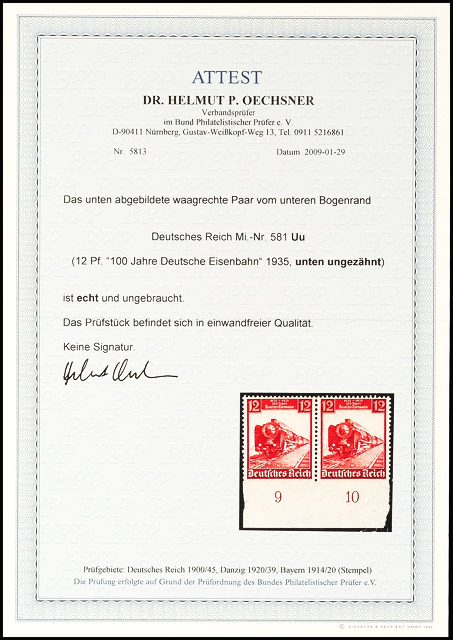 ATTEST
DR. HELMUT P. OECHSNER
Verbandsprüfer
im Bund Philatelistischer Prüfer e. V.
D-90411 Nürnberg, Gustav-Weißkopf-Weg 13, Tel. 0911 5216861
Nr. 5813 Datum 2009-01-29
Das unten abgebildete waagrechte Paar vom unteren Bogenrand
Deutsches Reich Mi.-Nr. 581 Uu
(12 Pf. "100 Jahre Deutsche Eisenbahn" 1935, unten ungezähnt)
ist echt und ungebraucht.
Das Prüfstück befindet sich in einwandfreier Qualität.
Keine Signatur.
12 12 12 12
Deutsches Reich Deutsches Reich
9 10
Prüfgebiete: Deutsches Reich 1900/45, Danzig 1920/39, Bayern 1914/20 (Stempel)
Die Prüfung erfolgte auf Grund der Prüfordnung des Bundes Philatelistischer Prüfer e.V.